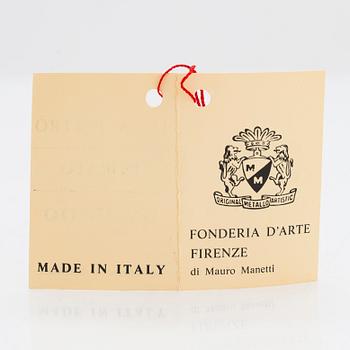 M
M
ORIGINAL METALLO ARTISTIC
FONDERIA D'ARTE
FIRENZE
di Mauro Manetti
MADE IN ITALY